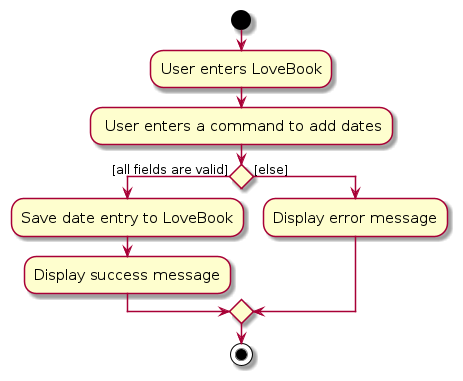 User enters LoveBook
User enters a command to add dates
[all fields are valid]
[else]
Save date entry to LoveBook
Display error message
Display success message